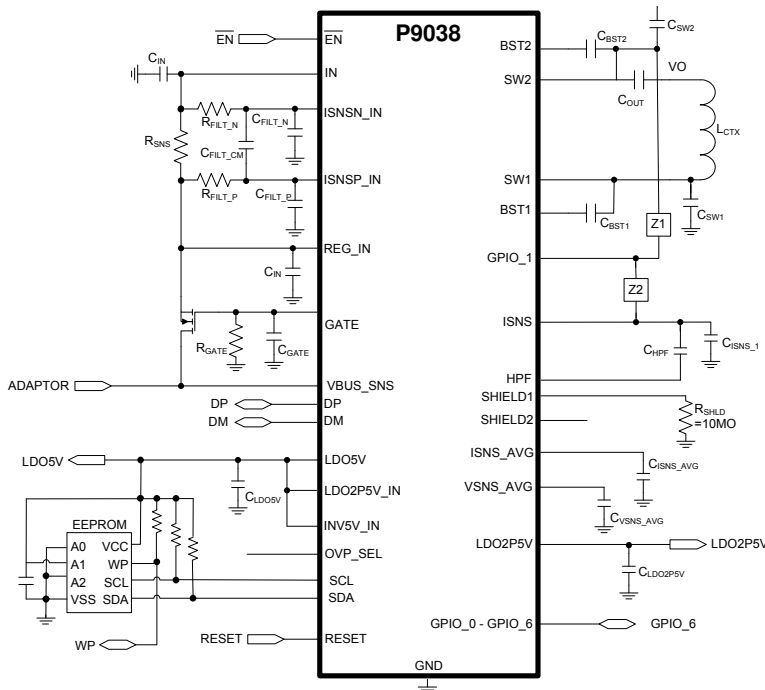 P9038
EN
EN
IN
ISNSN_IN
ISNSP_IN
REG_IN
GATE
VBUS_SNS
DP
DP
DM
DM
LDO5V
LDO5V
LDO2P5V_IN
INV5V_IN
OVP_SEL
SCL
SDA
RESET
RESET
GND
CIN
RFILT_N
CFILT_N
RSNS
CFILT_CM
RFILT_P
CFILT_P
CIN
RGATE
CGATE
ADAPTOR
CLDO5V
EEPROM
A0 VCC
A1 WP
A2 SCL
VSS SDA
WP
BST2
SW2
SW1
BST1
GPIO_1
ISNS
HPF
SHIELD1
SHIELD2
ISNS_AVG
VSNS_AVG
LDO2P5V
GPIO_0 - GPIO_6
CBST2
CSW2
VO
COUT
LCTX
CBST1
CSW1
Z1
Z2
CHPF
CISNS_1
RSHLD
=10MO
CISNS_AVG
CVSNS_AVG
LDO2P5V
CLDO2P5V
GPIO_6